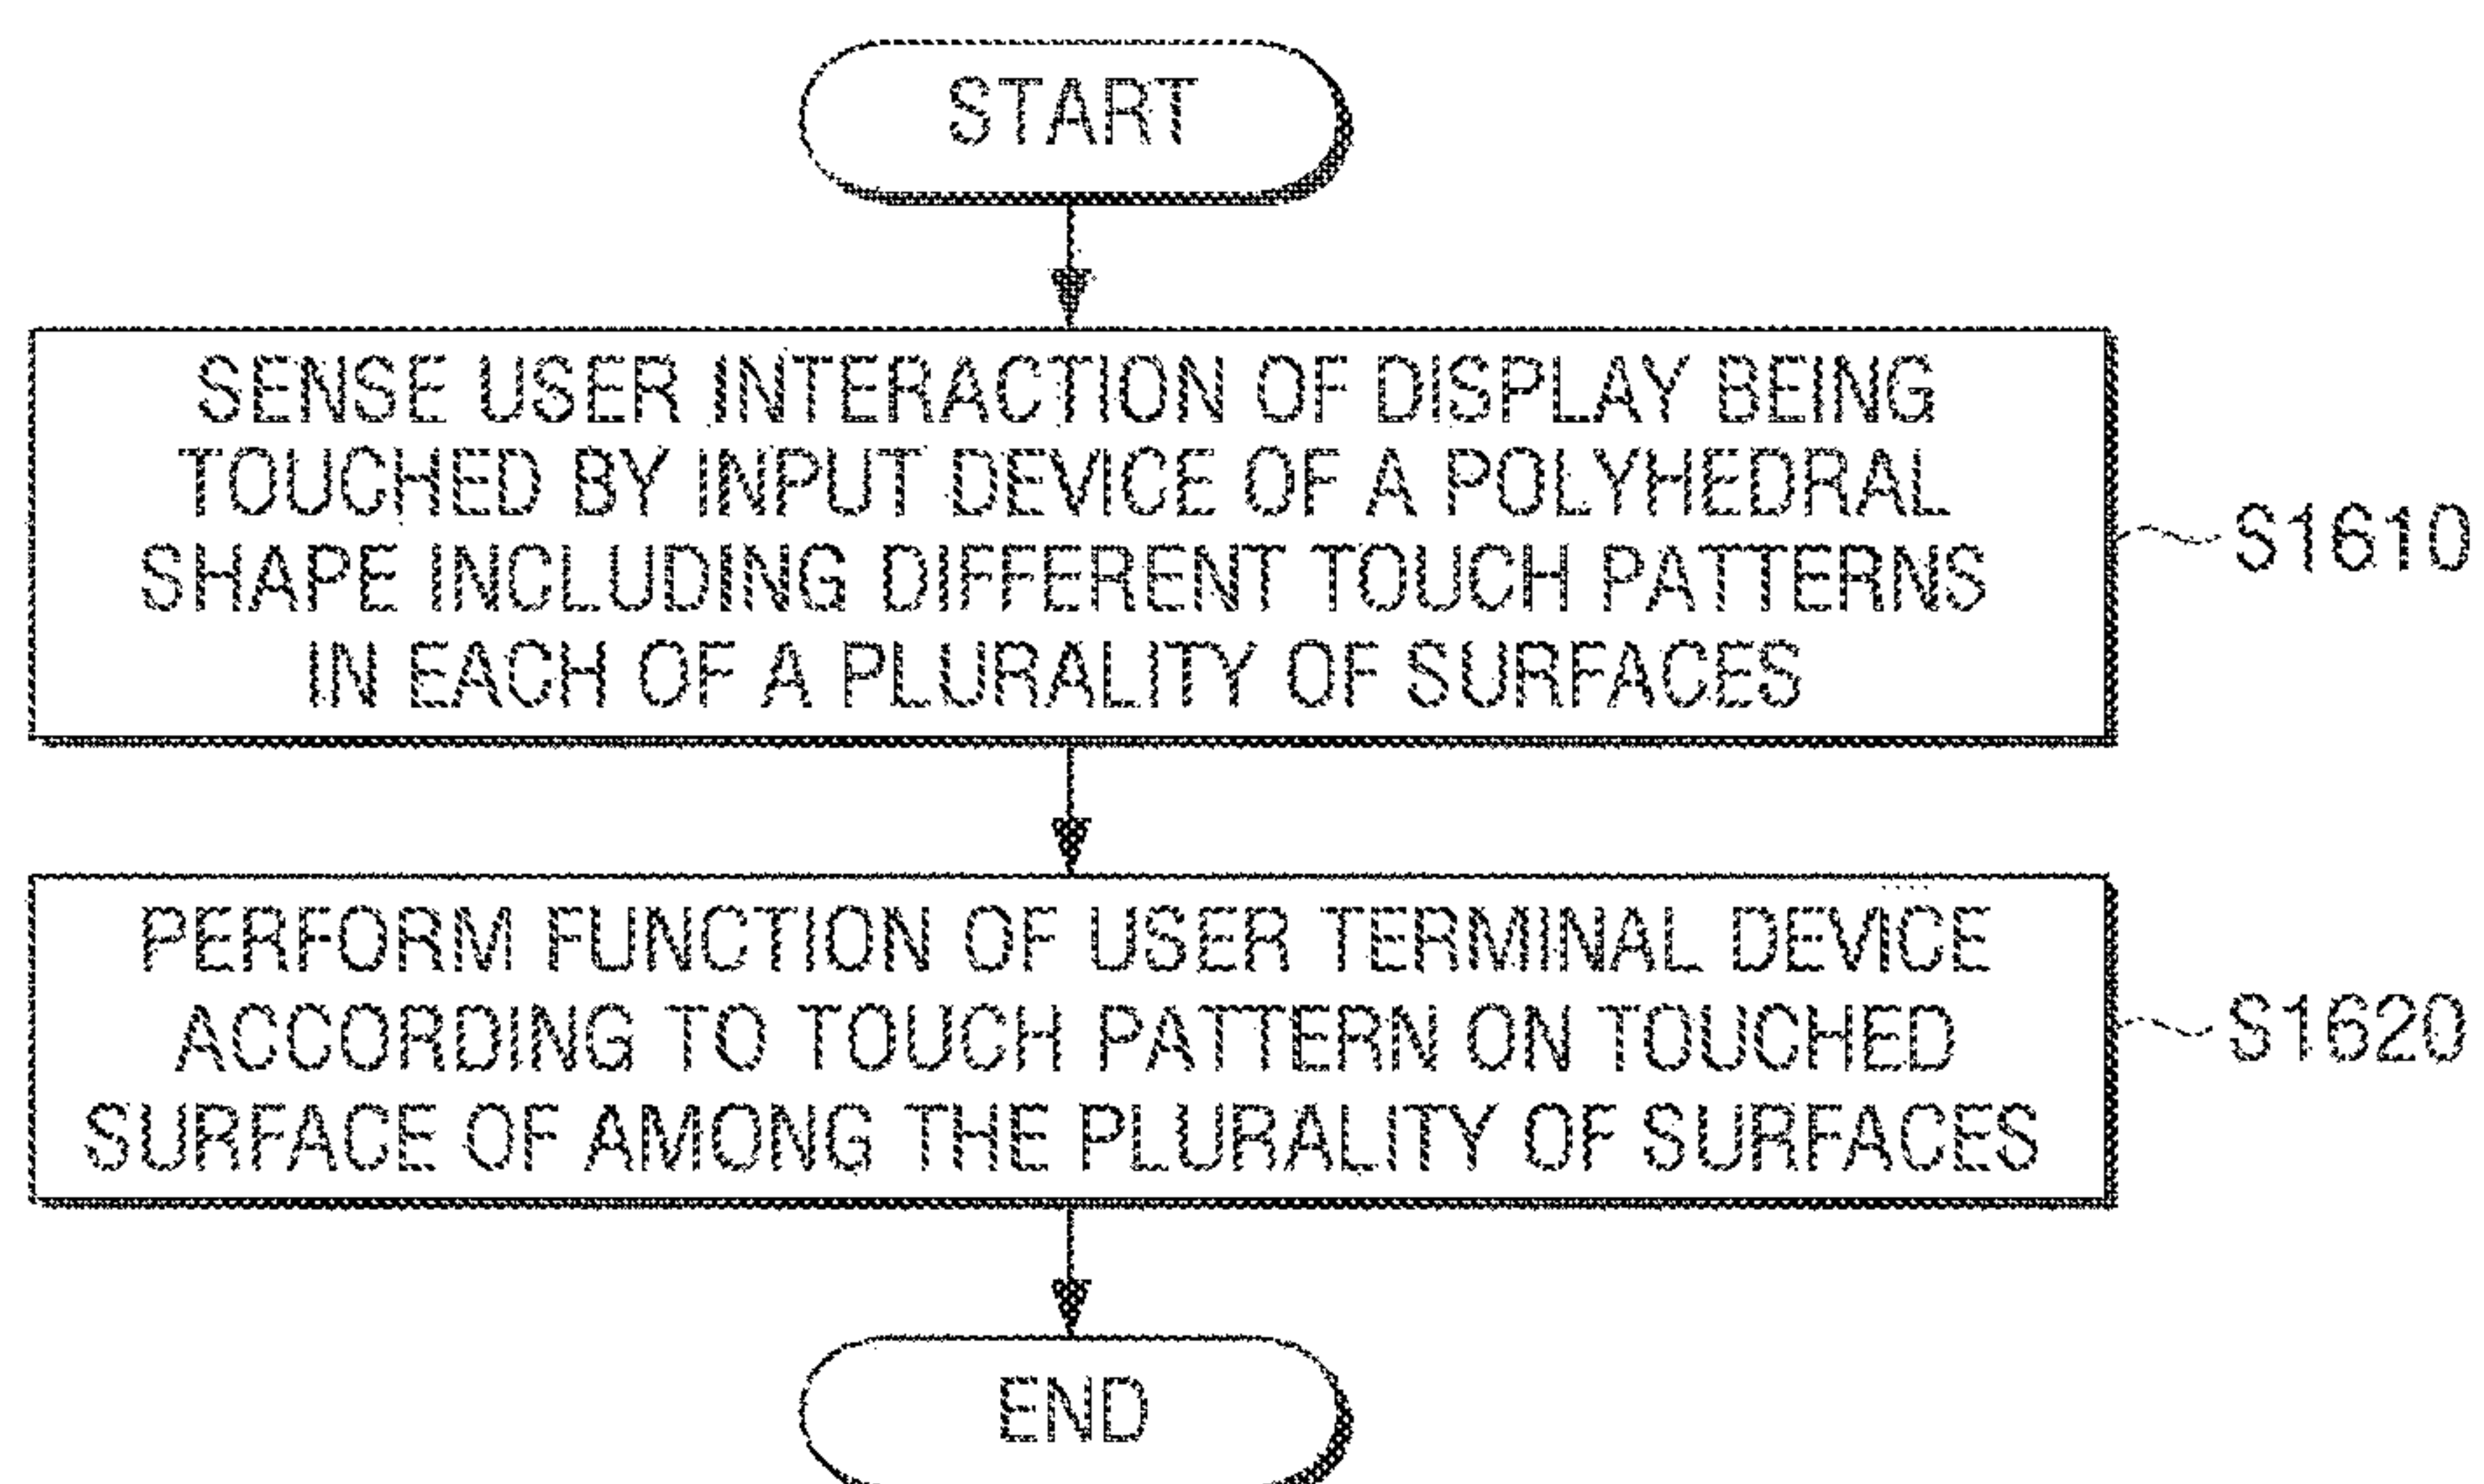 START
SENSE USER INTERACTION OF DISPLAY BEING
TOUCHED BY INPUT DEVICE OF A POLYHEDRAL
SHAPE INCLUDING DIFFERENT TOUCH PATTERNS
IN EACH OF A PLURALITY OF SURFACES
S1610
PERFORM FUNCTION OF USER TERMINAL DEVICE
ACCORDING TO TOUCH PATTERN ON TOUCHED
SURFACE OF AMONG THE PLURALITY OF SURFACES
S1620
END